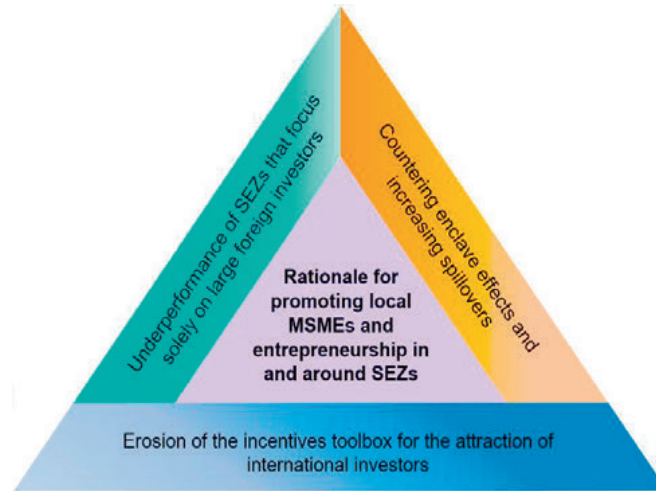 Underperformance of SEZs that focus
solely on large foreign investors
Countering enclave effects and
increasing spillovers
Rationale for
promoting local
MSMEs and
entrepreneurship in
and around SEZs
Erosion of the incentives toolbox for the attraction of
international investors